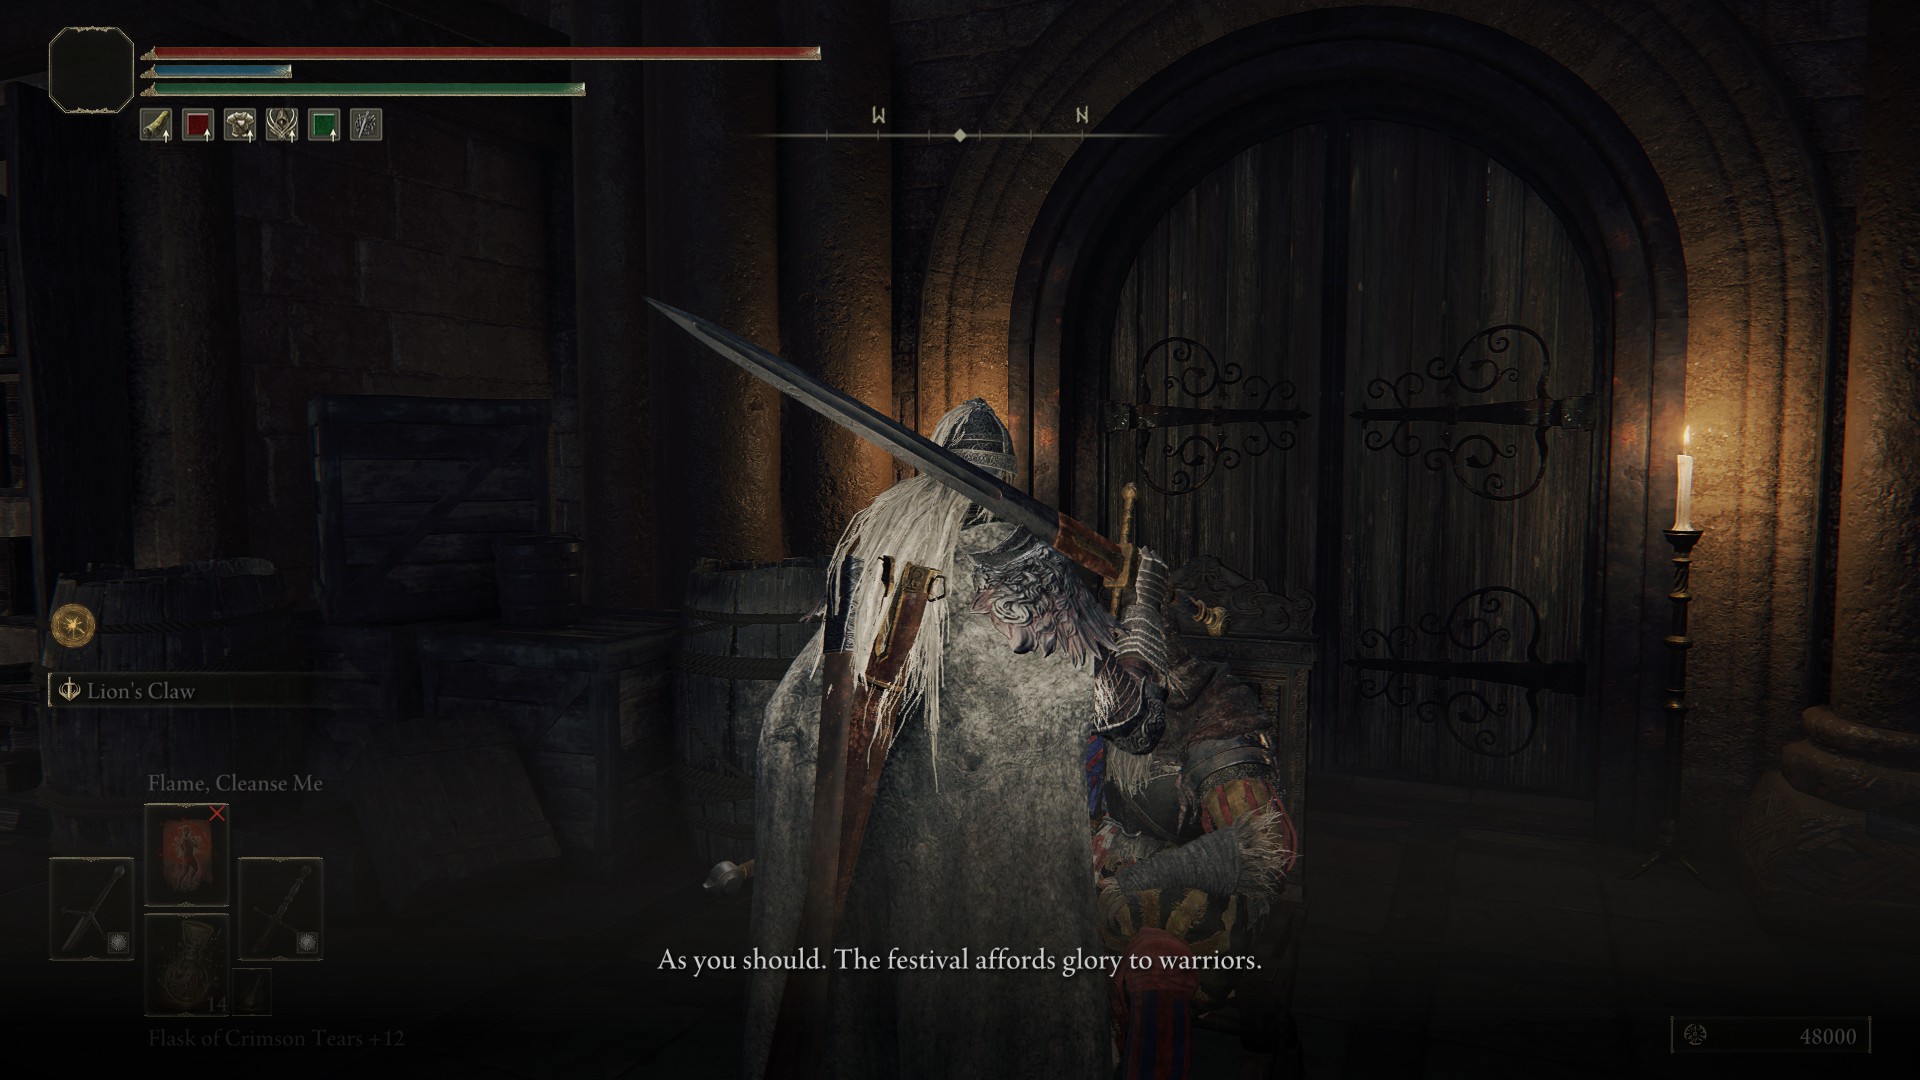 W N
Lion's Claw
Flame, Cleanse Me
14
Flask of Crimson Tears +12
As you should. The festival affords glory to warriors.
48000